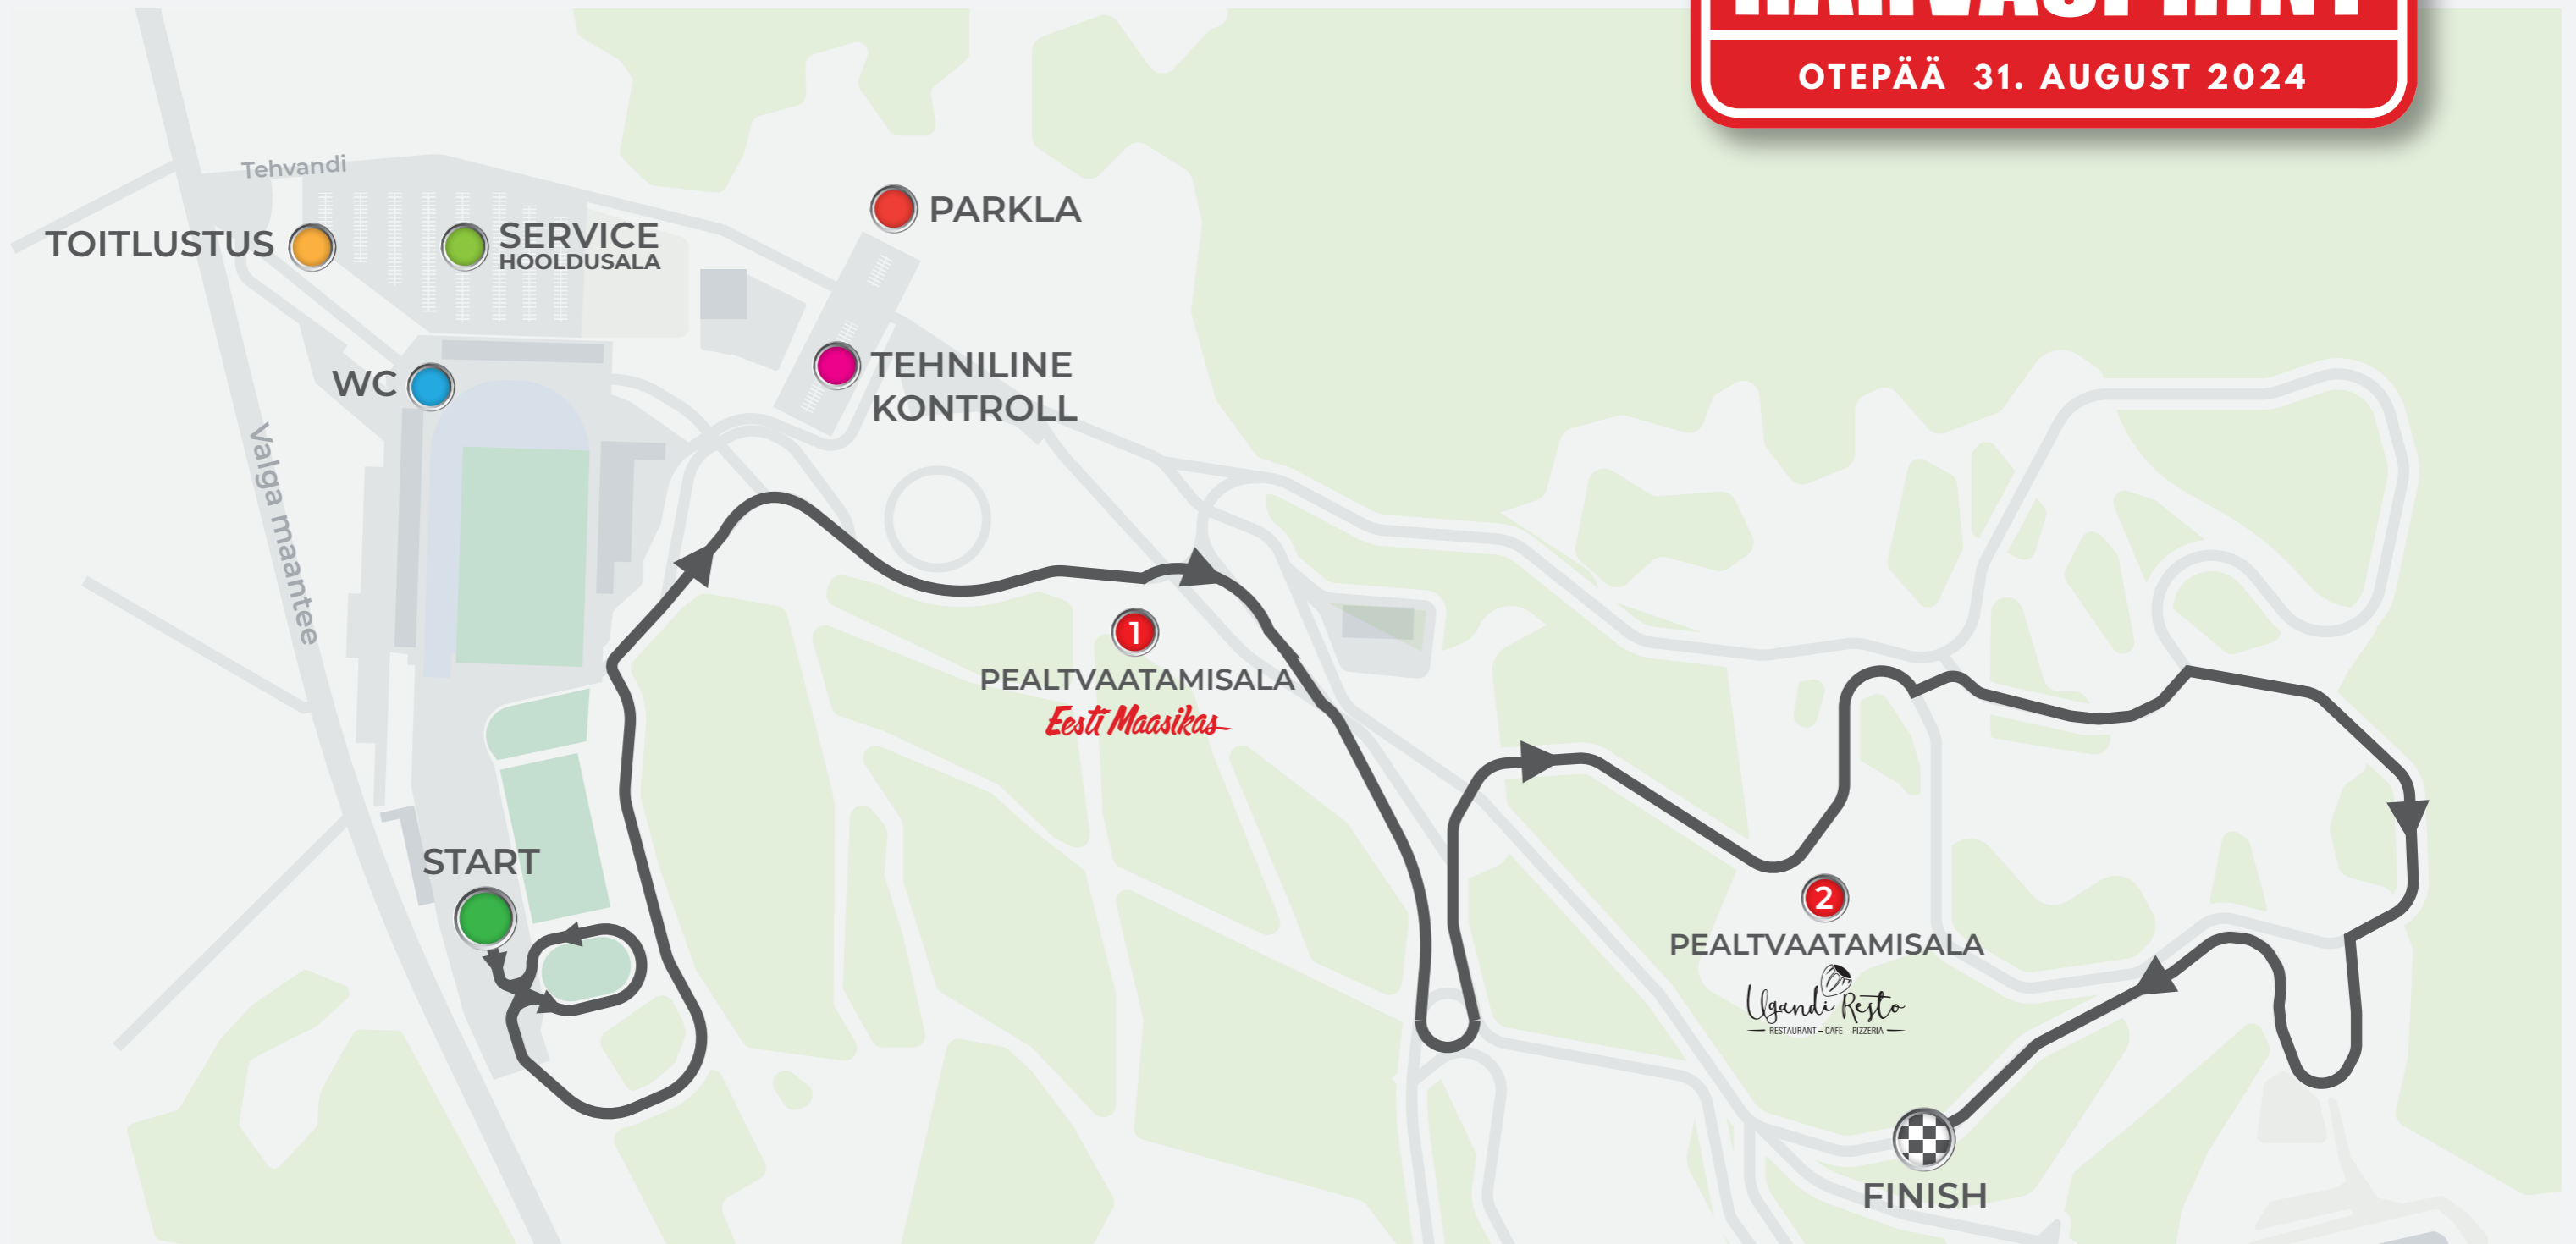 OTEPÄÄ 31. AUGUST 2024
Tehvandi
PARKLA
TOITLUSTUS
SERVICE
HOOLDUSALA
TEHNILINE
KONTROLL
WC
Valga maantee
1
PEALTVAATAMISALA
Eesti Maasikas
START
2
PEALTVAATAMISALA
Ugandi Resto
RESTAURANT – CAFE – PIZZERIA
FINISH